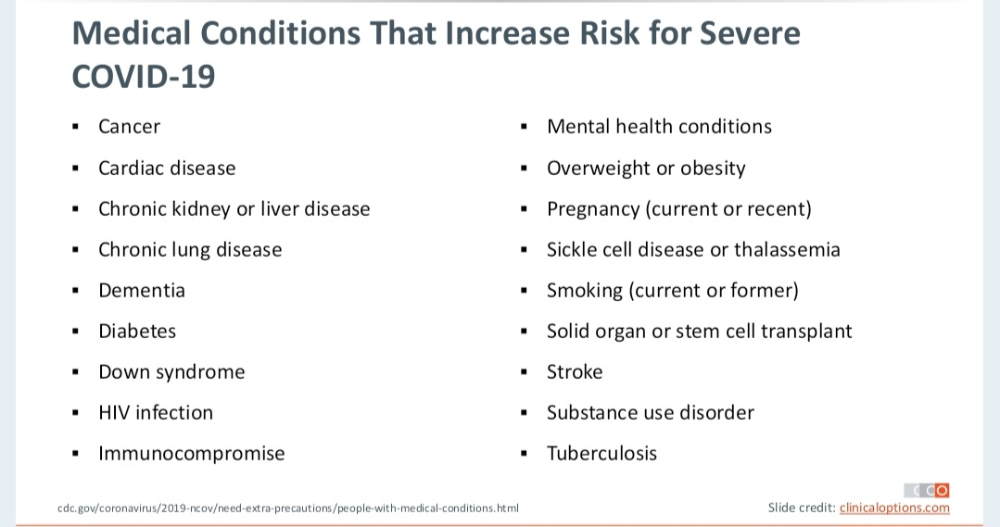 Medical Conditions That Increase Risk for Severe
COVID-19
▪ Cancer
▪ Cardiac disease
▪ Chronic kidney or liver disease
▪ Chronic lung disease
▪ Dementia
▪ Diabetes
▪ Down syndrome
▪ HIV infection
▪ Immunocompromise
▪ Mental health conditions
▪ Overweight or obesity
▪ Pregnancy (current or recent)
▪ Sickle cell disease or thalassemia
▪ Smoking (current or former)
▪ Solid organ or stem cell transplant
▪ Stroke
▪ Substance use disorder
▪ Tuberculosis
cdc.gov/coronavirus/2019-ncov/need-extra-precautions/people-with-medical-conditions.html
CCO
Slide credit: clinicaloptions.com